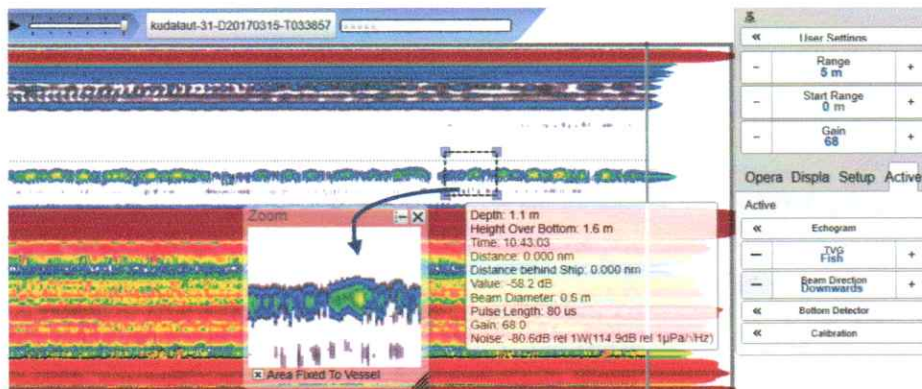 kudalaut-31-D20170315-T033857
« User Settings
- Range +
5 m
- Start Range +
0 m
- Gain +
68
Opera Displa Setup Active
Active
« Echogram
- TVG +
Fish
- Beam Direction +
Downwards
« Bottom Detector
« Calibration
Zoom
Area Fixed To Vessel
Depth: 1.1 m
Height Over Bottom: 1.6 m
Time: 10.43.03
Distance: 0.000 nm
Distance behind Ship: 0.000 nm
Value: -58.2 dB
Beam Diameter: 0.6 m
Pulse Length: 80 us
Gain: 68.0
Noise: -80.6dB rel 1W(114.9dB rel 1µPa/√Hz)